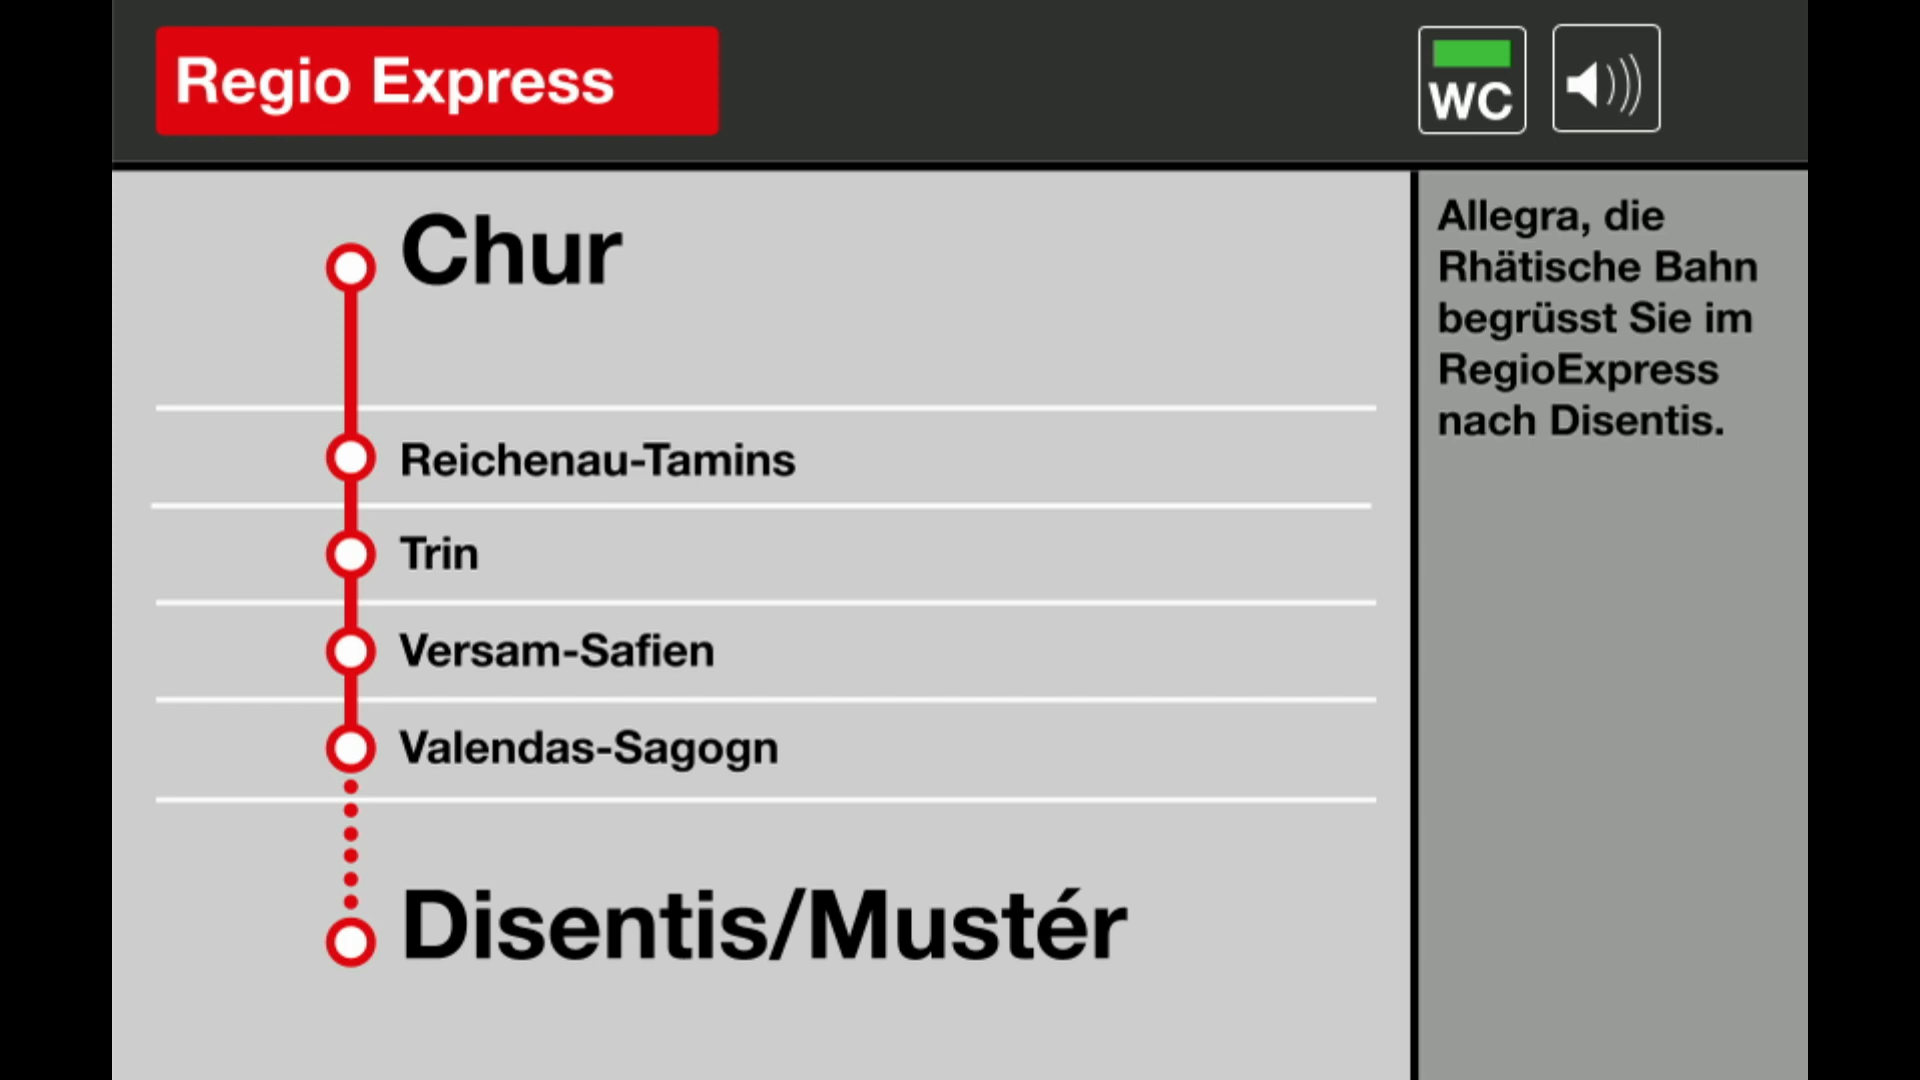 Regio Express
WC
Chur
Reichenau-Tamins
Trin
Versam-Safien
Valendas-Sagogn
Disentis/Mustér
Allegra, die
Rhätische Bahn
begrüsst Sie im
RegioExpress
nach Disentis.